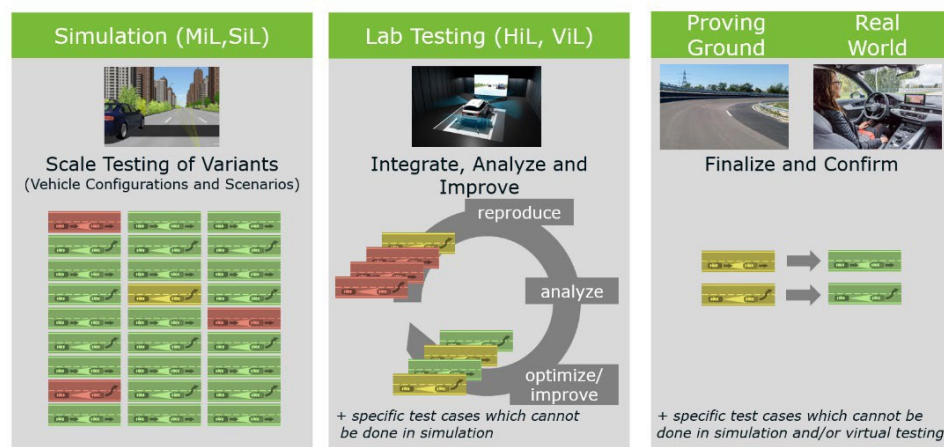 Simulation (MiL,SiL)
Scale Testing of Variants
(Vehicle Configurations and Scenarios)
Lab Testing (HiL, ViL)
Integrate, Analyze and
Improve
reproduce
analyze
optimize/
improve
+ specific test cases which cannot
be done in simulation
Proving
Ground
Real
World
Finalize and Confirm
+ specific test cases which cannot be
done in simulation and/or virtual testing